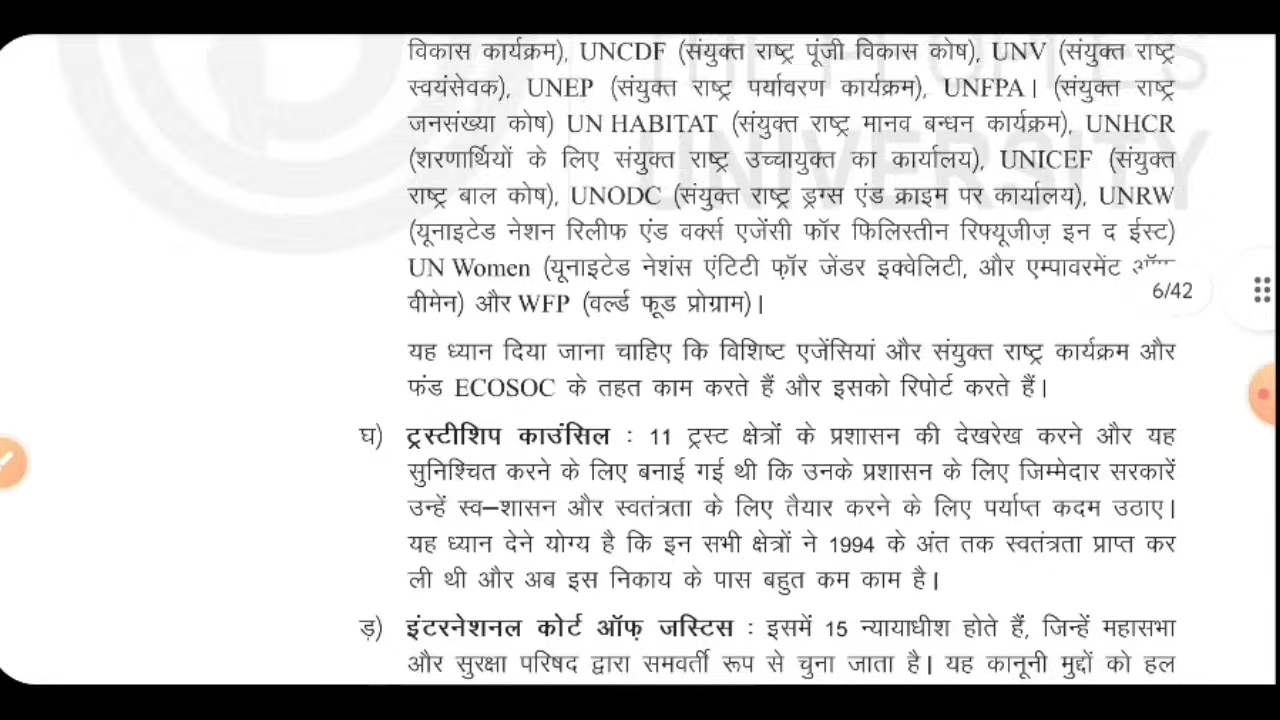 THE PEOPLE'S
UNIVERSITY
विकास कार्यक्रम), UNCDF (संयुक्त राष्ट्र पूंजी विकास कोष), UNV (संयुक्त राष्ट्र
स्वयंसेवक), UNEP (संयुक्त राष्ट्र पर्यावरण कार्यक्रम), UNFPA। (संयुक्त राष्ट्र
जनसंख्या कोष) UN HABITAT (संयुक्त राष्ट्र मानव बन्धन कार्यक्रम), UNHCR
(शरणार्थियों के लिए संयुक्त राष्ट्र उच्चायुक्त का कार्यालय), UNICEF (संयुक्त
राष्ट्र बाल कोष), UNODC (संयुक्त राष्ट्र ड्रग्स एंड क्राइम पर कार्यालय), UNRW
(यूनाइटेड नेशन रिलीफ एंड वर्क्स एजेंसी फॉर फिलिस्तीन रिफ्यूजीज़ इन द ईस्ट)
UN Women (यूनाइटेड नेशंस एंटिटी फ़ॉर जेंडर इक्वेलिटी, और एम्पावरमेंट ऑफ
वीमेन) और WFP (वर्ल्ड फूड प्रोग्राम)।
6/42
यह ध्यान दिया जाना चाहिए कि विशिष्ट एजेंसियां और संयुक्त राष्ट्र कार्यक्रम और
फंड ECOSOC के तहत काम करते हैं और इसको रिपोर्ट करते हैं।
घ) ट्रस्टीशिप काउंसिल : 11 ट्रस्ट क्षेत्रों के प्रशासन की देखरेख करने और यह
सुनिश्चित करने के लिए बनाई गई थी कि उनके प्रशासन के लिए जिम्मेदार सरकारें
उन्हें स्व–शासन और स्वतंत्रता के लिए तैयार करने के लिए पर्याप्त कदम उठाए।
यह ध्यान देने योग्य है कि इन सभी क्षेत्रों ने 1994 के अंत तक स्वतंत्रता प्राप्त कर
ली थी और अब इस निकाय के पास बहुत कम काम है।
ड़) इंटरनेशनल कोर्ट ऑफ़ जस्टिस : इसमें 15 न्यायाधीश होते हैं, जिन्हें महासभा
और सुरक्षा परिषद द्वारा समवर्ती रूप से चुना जाता है। यह कानूनी मुद्दों को हल